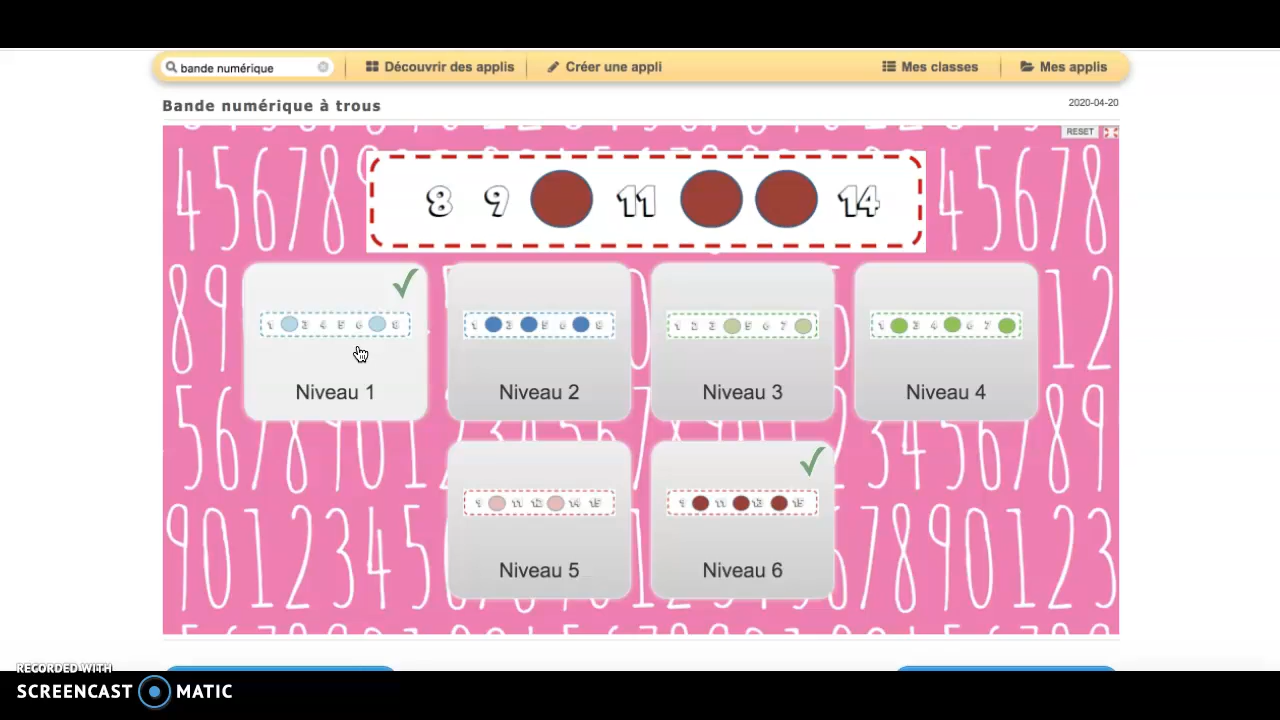 bande numérique
Découvrir des applis
Créer une appli
Mes classes
Mes applis
Bande numérique à trous
2020-04-20
RESET
8 9 11 14
Niveau 1
Niveau 2
Niveau 3
Niveau 4
Niveau 5
Niveau 6
RECORDED WITH
SCREENCAST MATIC